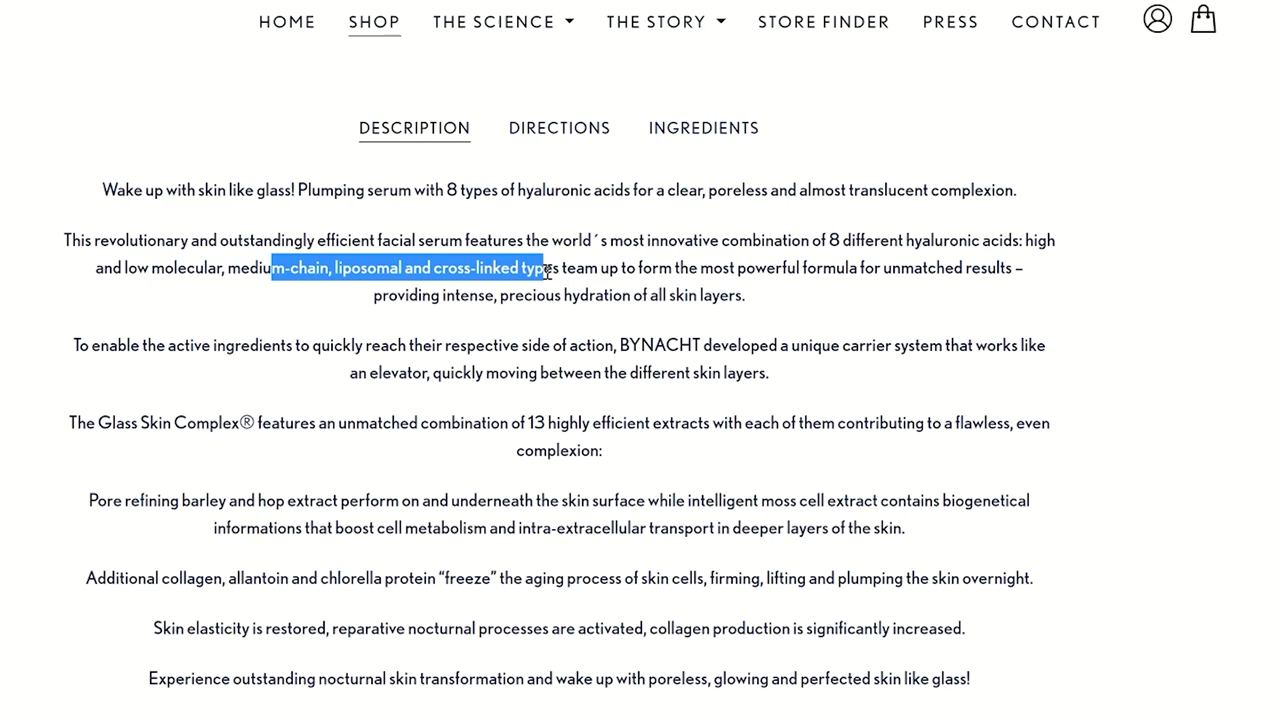 HOME SHOP THE SCIENCE THE STORY STORE FINDER PRESS CONTACT
DESCRIPTION DIRECTIONS INGREDIENTS
Wake up with skin like glass! Plumping serum with 8 types of hyaluronic acids for a clear, poreless and almost translucent complexion.
This revolutionary and outstandingly efficient facial serum features the world´s most innovative combination of 8 different hyaluronic acids: high
and low molecular, medium-chain, liposomal and cross-linked types team up to form the most powerful formula for unmatched results –
providing intense, precious hydration of all skin layers.
To enable the active ingredients to quickly reach their respective side of action, BYNACHT developed a unique carrier system that works like
an elevator, quickly moving between the different skin layers.
The Glass Skin Complex® features an unmatched combination of 13 highly efficient extracts with each of them contributing to a flawless, even
complexion:
Pore refining barley and hop extract perform on and underneath the skin surface while intelligent moss cell extract contains biogenetical
informations that boost cell metabolism and intra-extracellular transport in deeper layers of the skin.
Additional collagen, allantoin and chlorella protein “freeze” the aging process of skin cells, firming, lifting and plumping the skin overnight.
Skin elasticity is restored, reparative nocturnal processes are activated, collagen production is significantly increased.
Experience outstanding nocturnal skin transformation and wake up with poreless, glowing and perfected skin like glass!